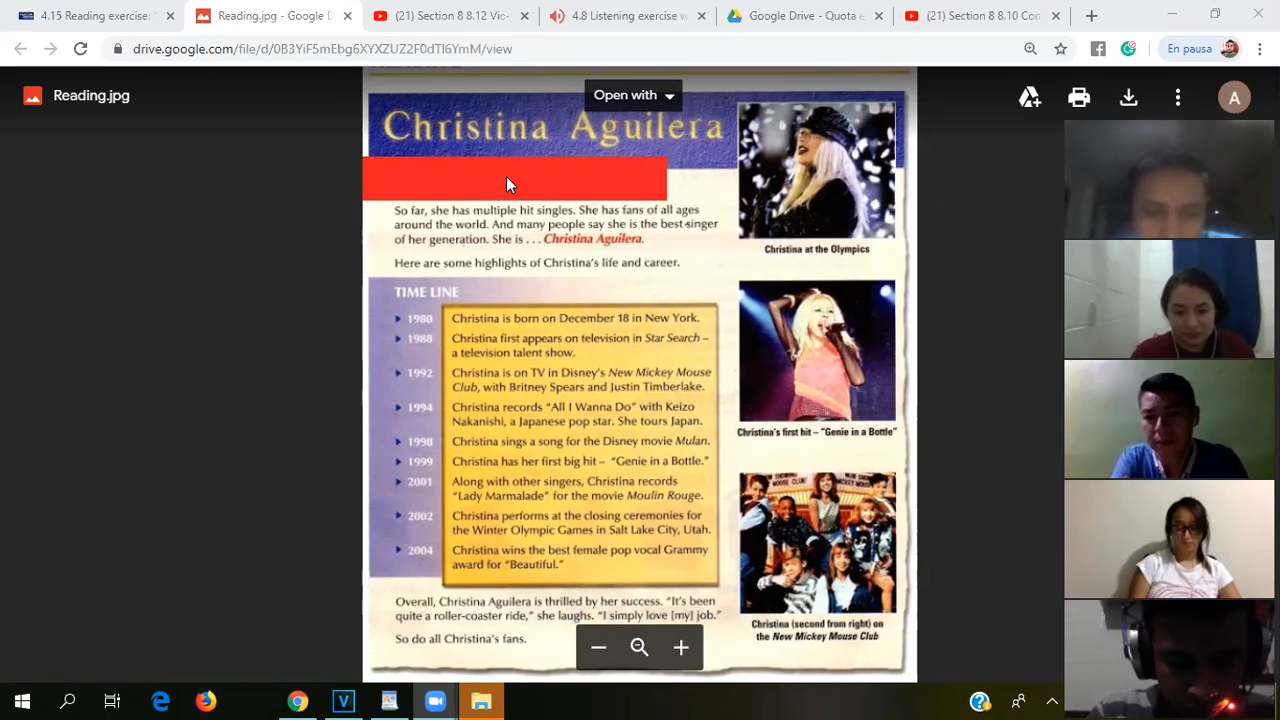 4.15 Reading exercise:
Reading.jpg - Google D
(21) Section 8 8.12 Vic
4.8 Listening exercise w
Google Drive - Quota e
(21) Section 8 8.10 Com
drive.google.com/file/d/0B3YiF5mEbg6XYXZUZ2F0dTI6YmM/view
En pausa
Reading.jpg
Open with
A
Christina Aguilera
So far, she has multiple hit singles. She has fans of all ages
around the world. And many people say she is the best singer
of her generation. She is . . . Christina Aguilera.
Here are some highlights of Christina's life and career.
TIME LINE
1980 Christina is born on December 18 in New York.
1988 Christina first appears on television in Star Search –
a television talent show.
1992 Christina is on TV in Disney's New Mickey Mouse
Club, with Britney Spears and Justin Timberlake.
1994 Christina records "All I Wanna Do" with Keizo
Nakanishi, a Japanese pop star. She tours Japan.
1998 Christina sings a song for the Disney movie Mulan.
1999 Christina has her first big hit – "Genie in a Bottle."
2001 Along with other singers, Christina records
"Lady Marmalade" for the movie Moulin Rouge.
2002 Christina performs at the closing ceremonies for
the Winter Olympic Games in Salt Lake City, Utah.
2004 Christina wins the best female pop vocal Grammy
award for "Beautiful."
Overall, Christina Aguilera is thrilled by her success. "It's been
quite a roller-coaster ride," she laughs. "I simply love [my] job."
So do all Christina's fans.
Christina at the Olympics
Christina's first hit – "Genie in a Bottle"
Christina (second from right) on
the New Mickey Mouse Club